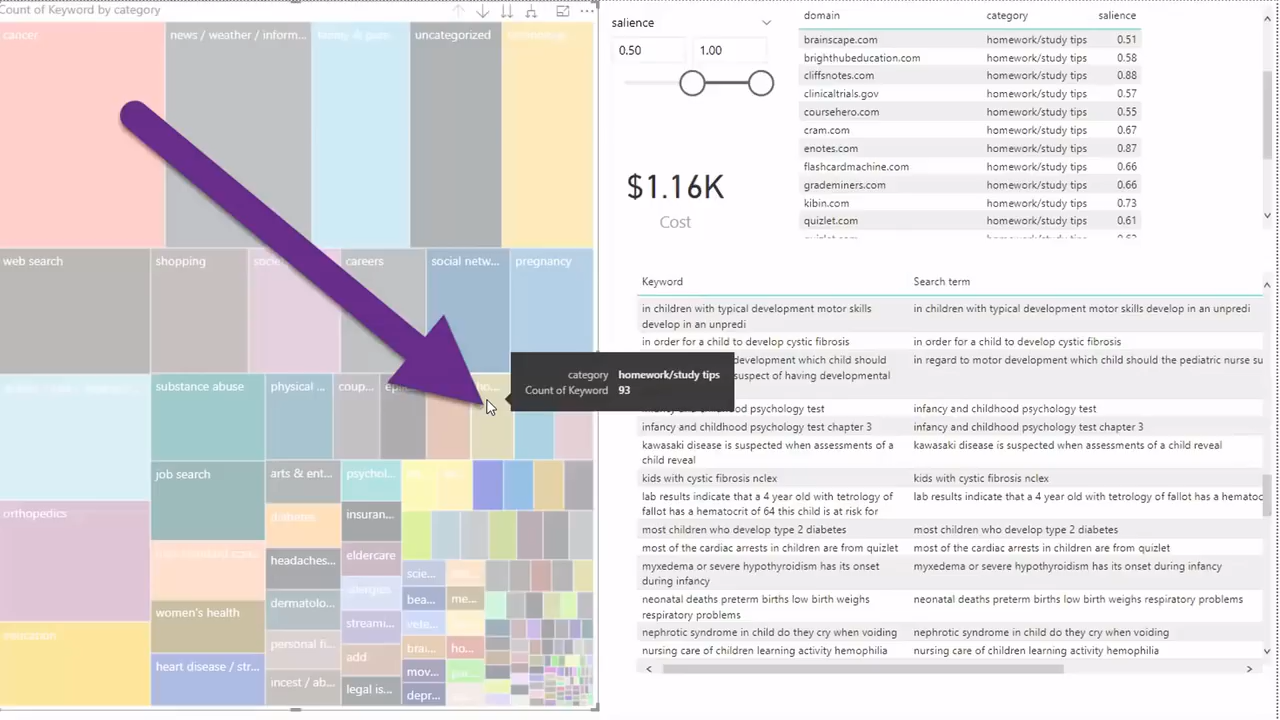 Count of Keyword by category
cancer
news / weather / inform...
uncategorized
web search
shopping
careers
social netw...
pregnancy
substance abuse
physical ...
coup...
ho...
job search
arts & ent...
psychol...
orthopedics
diabetes
insuran...
headaches...
eldercare
allergies
women's health
dermatolo...
streami...
education
personal fi...
add
heart disease / str...
incest / ab...
legal is...
scie...
bea...
me...
vete...
brai...
ho...
mov...
depr...
category homework/study tips
Count of Keyword 93
salience
0.50 1.00
$1.16K
Cost
domain category salience
brainscape.com homework/study tips 0.51
brighthubeducation.com homework/study tips 0.58
cliffsnotes.com homework/study tips 0.88
clinicaltrials.gov homework/study tips 0.57
coursehero.com homework/study tips 0.55
cram.com homework/study tips 0.67
enotes.com homework/study tips 0.87
flashcardmachine.com homework/study tips 0.66
grademiners.com homework/study tips 0.66
kibin.com homework/study tips 0.73
quizlet.com homework/study tips 0.61
Keyword Search term
in children with typical development motor skills in children with typical development motor skills develop in an unpredi
develop in an unpredi
in order for a child to develop cystic fibrosis in order for a child to develop cystic fibrosis
development which child should in regard to motor development which child should the pediatric nurse su
suspect of having developmental
infancy and childhood psychology test infancy and childhood psychology test
infancy and childhood psychology test chapter 3 infancy and childhood psychology test chapter 3
kawasaki disease is suspected when assessments of a kawasaki disease is suspected when assessments of a child reveal
child reveal
kids with cystic fibrosis nclex kids with cystic fibrosis nclex
lab results indicate that a 4 year old with tetrology of lab results indicate that a 4 year old with tetrology of fallot has a hematoc
fallot has a hematocrit of 64 this child is at risk for
most children who develop type 2 diabetes most children who develop type 2 diabetes
most of the cardiac arrests in children are from quizlet most of the cardiac arrests in children are from quizlet
myxedema or severe hypothyroidism has its onset myxedema or severe hypothyroidism has its onset during infancy
during infancy
neonatal deaths preterm births low birth weighs neonatal deaths preterm births low birth weighs respiratory problems
respiratory problems
nephrotic syndrome in child do they cry when voiding nephrotic syndrome in child do they cry when voiding
nursing care of children learning activity hemophilia nursing care of children learning activity hemophilia